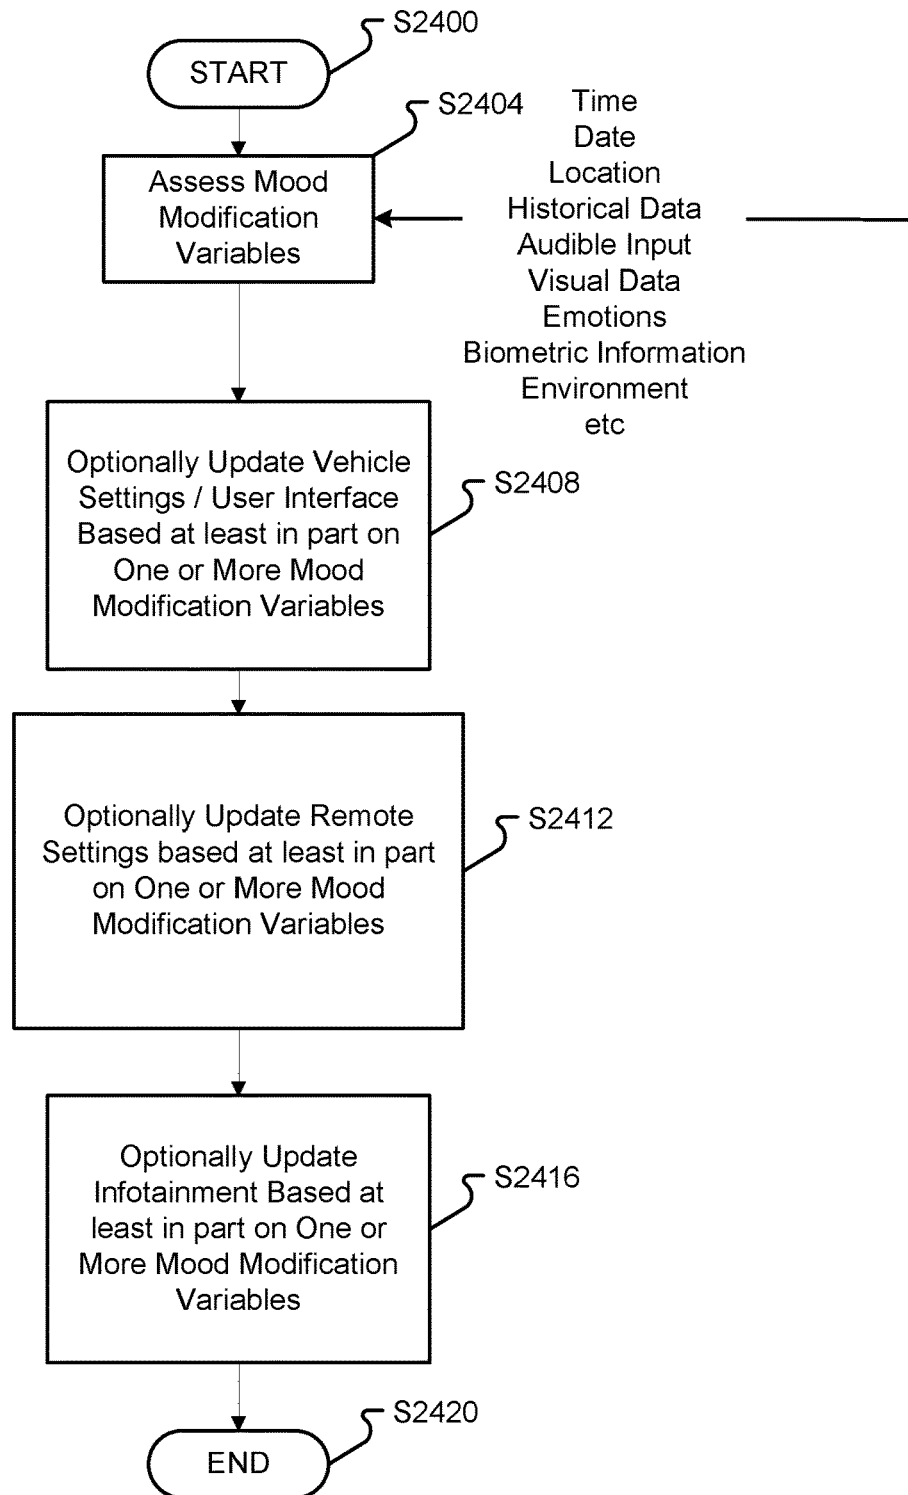 S2400
START
S2404
Assess Mood
Modification
Variables
Time
Date
Location
Historical Data
Audible Input
Visual Data
Emotions
Biometric Information
Environment
etc
Optionally Update Vehicle
Settings / User Interface
Based at least in part on
One or More Mood
Modification Variables
S2408
Optionally Update Remote
Settings based at least in part
on One or More Mood
Modification Variables
S2412
Optionally Update
Infotainment Based at
least in part on One or
More Mood Modification
Variables
S2416
S2420
END